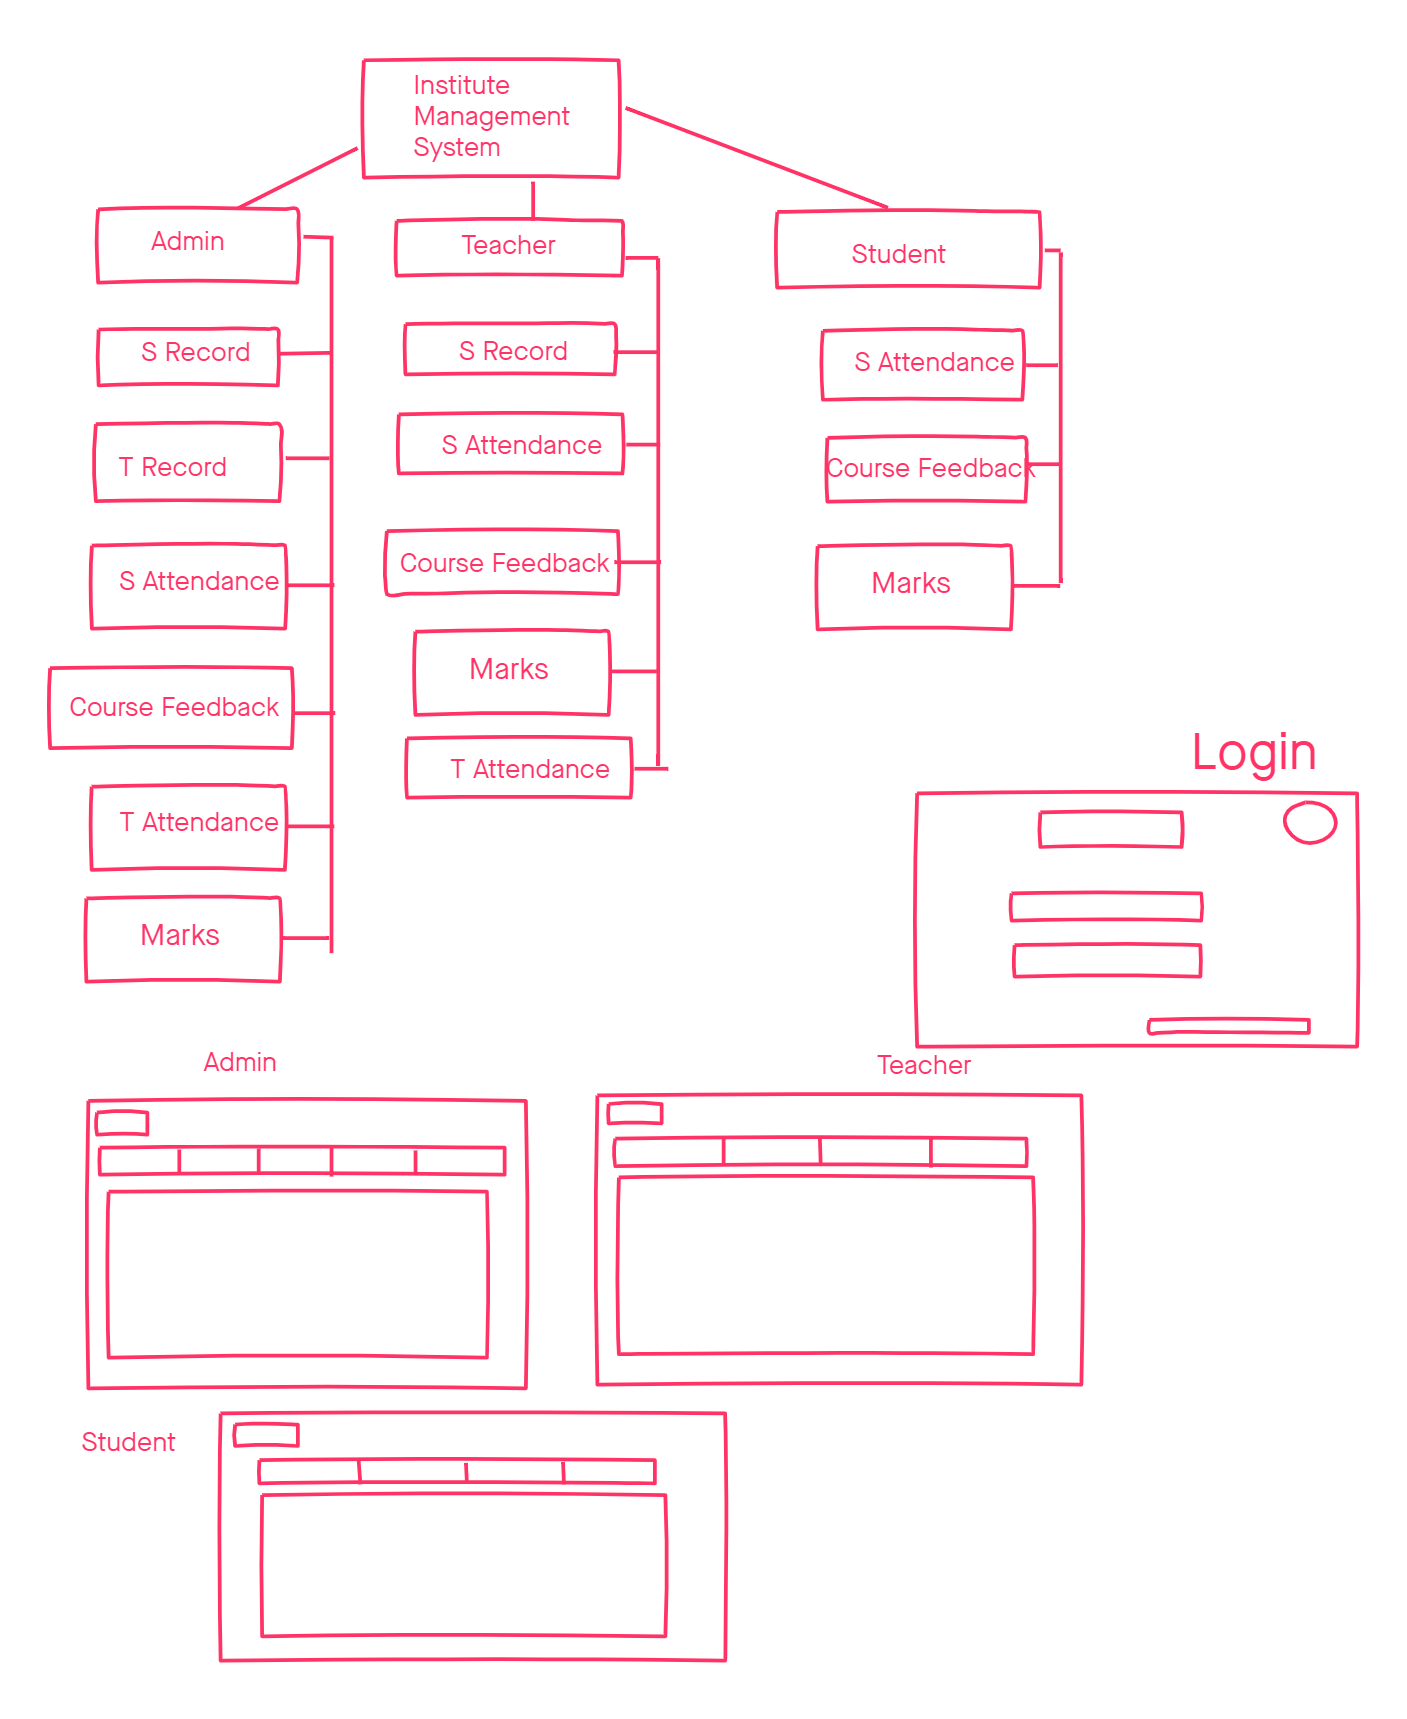 Institute
Management
System
Admin
Teacher
Student
S Record
T Record
S Attendance
Course Feedback
T Attendance
Marks
S Record
S Attendance
Course Feedback
Marks
T Attendance
S Attendance
Course Feedback
Marks
Login
Admin
Teacher
Student